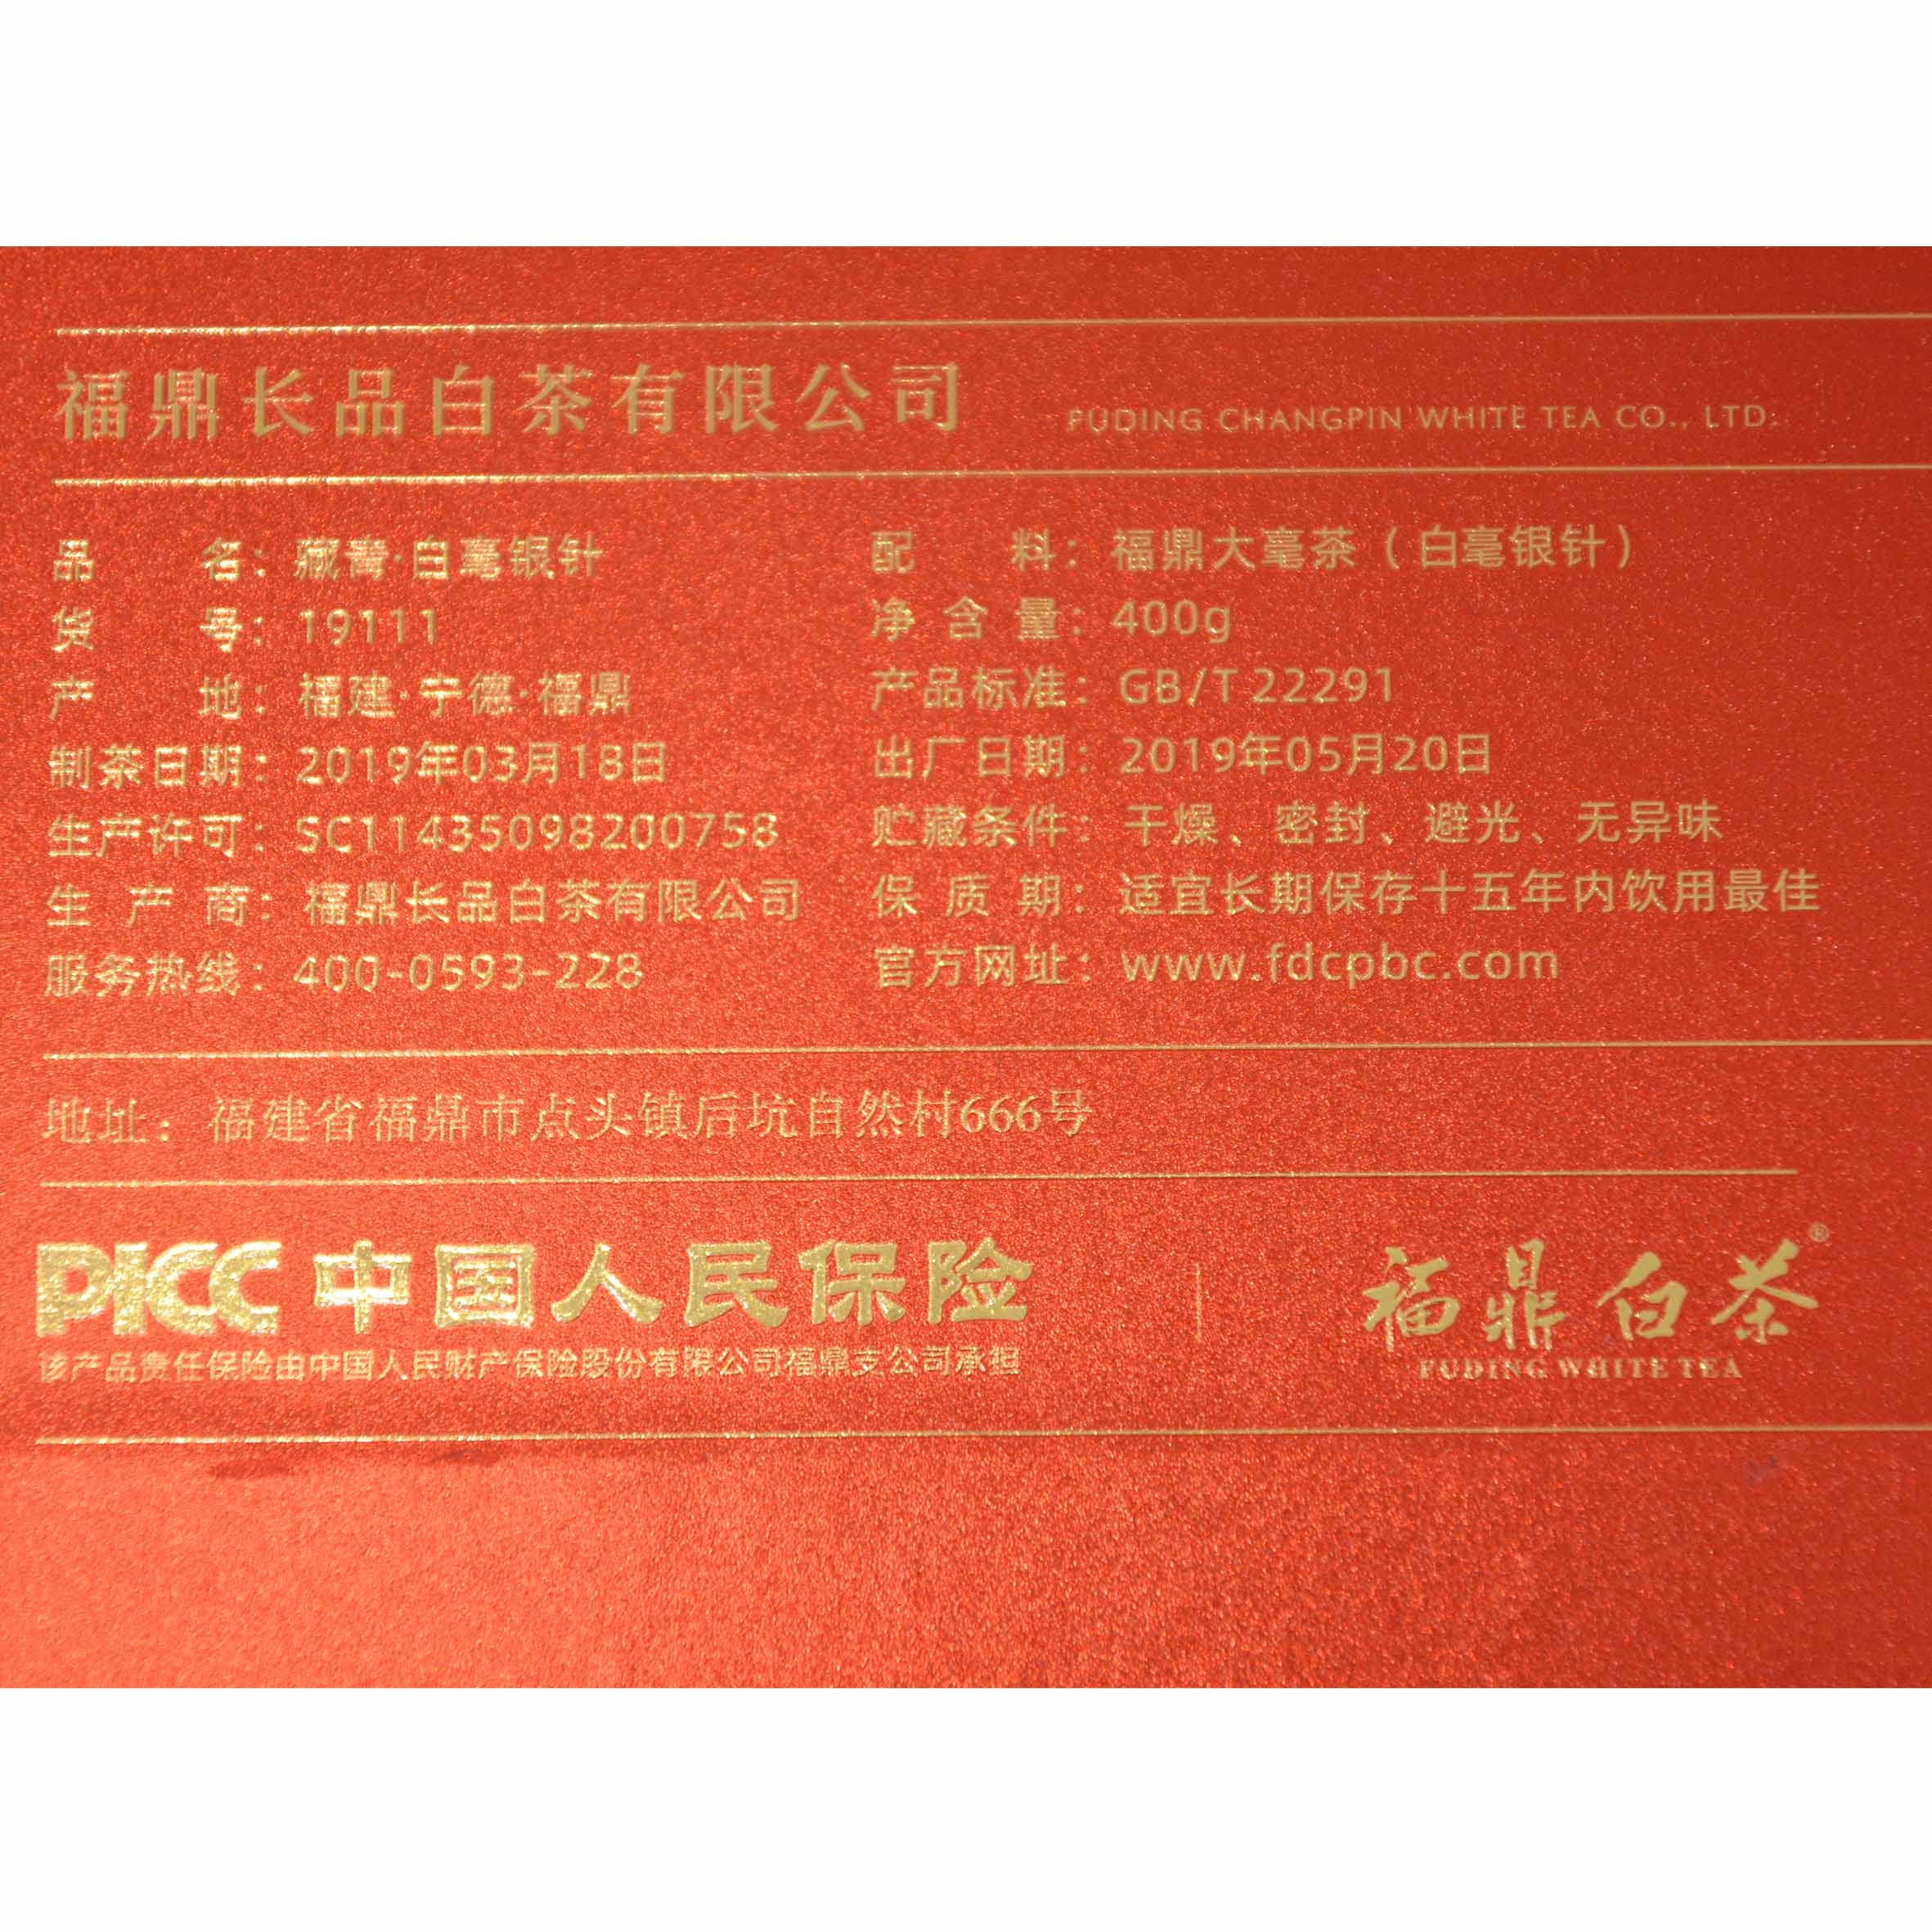 福鼎长品白茶有限公司 FUDING CHANGPIN WHITE TEA CO., LTD.
品 名：藏青·白毫银针 配 料：福鼎大毫茶（白毫银针）
货 号：19111 净 含 量：400g
产 地：福建·宁德·福鼎 产品标准：GB/T 22291
制茶日期：2019年03月18日 出厂日期：2019年05月20日
生产许可：SC11435098200758 贮藏条件：干燥、密封、避光、无异味
生 产 商：福鼎长品白茶有限公司 保 质 期：适宜长期保存十五年内饮用最佳
服务热线：400-0593-228 官方网址：www.fdcpbc.com
地址：福建省福鼎市点头镇后坑自然村666号
PICC 中国人民保险 福鼎白茶®
该产品责任保险由中国人民财产保险股份有限公司福鼎支公司承担 FUDING WHITE TEA